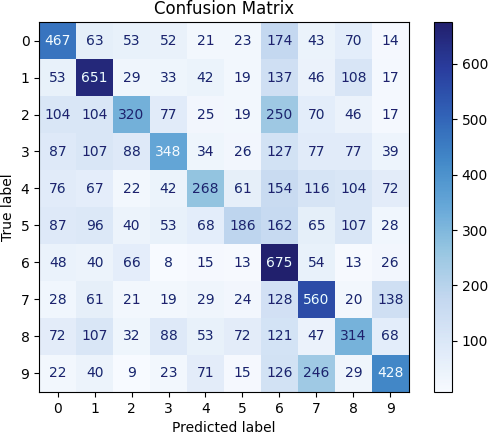 Confusion Matrix
0 467 63 53 52 21 23 174 43 70 14
1 53 651 29 33 42 19 137 46 108 17
2 104 104 320 77 25 19 250 70 46 17
3 87 107 88 348 34 26 127 77 77 39
4 76 67 22 42 268 61 154 116 104 72
5 87 96 40 53 68 186 162 65 107 28
6 48 40 66 8 15 13 675 54 13 26
7 28 61 21 19 29 24 128 560 20 138
8 72 107 32 88 53 72 121 47 314 68
9 22 40 9 23 71 15 126 246 29 428
0 1 2 3 4 5 6 7 8 9
Predicted label
True label
600
500
400
300
200
100